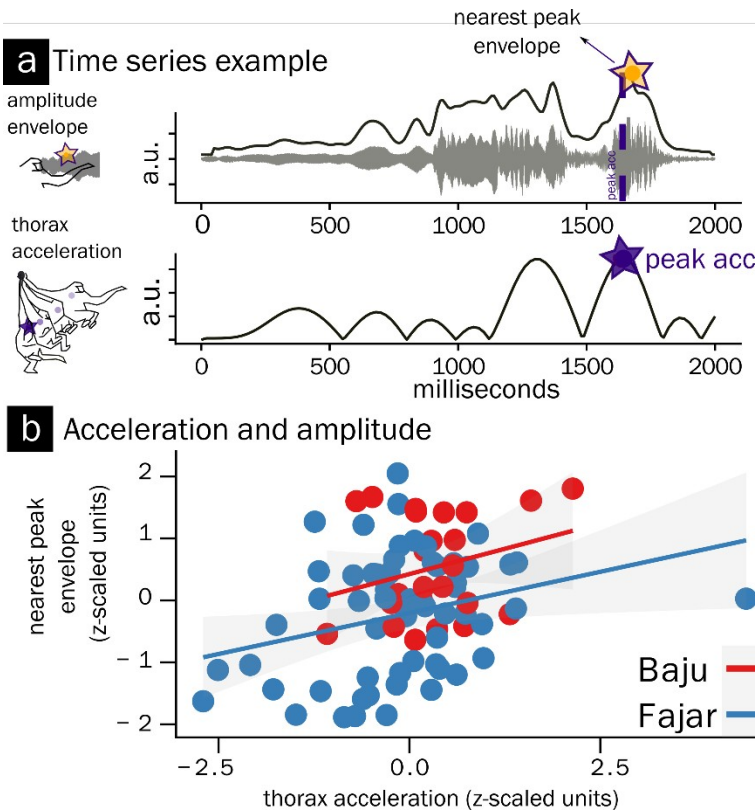 nearest peak
envelope
a Time series example
amplitude
envelope
a.u.
peak acc
0 500 1000 1500 2000
thorax
acceleration
a.u.
peak acc
0 500 1000 1500 2000
milliseconds
b Acceleration and amplitude
nearest peak
envelope
(z-scaled units)
2
1
0
- 1
- 2
Baju
Fajar
-2.5 0.0 2.5
thorax acceleration (z-scaled units)